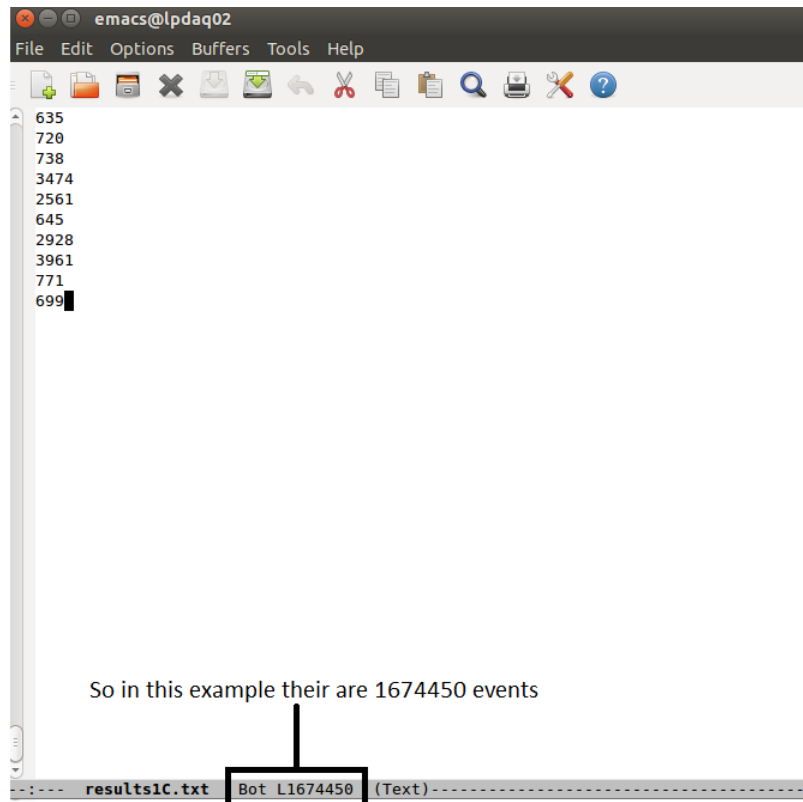 emacs@lpdaq02
File Edit Options Buffers Tools Help
635
720
738
3474
2561
645
2928
3961
771
699
So in this example their are 1674450 events
--:--- results1C.txt Bot L1674450 (Text)----------------------------------------